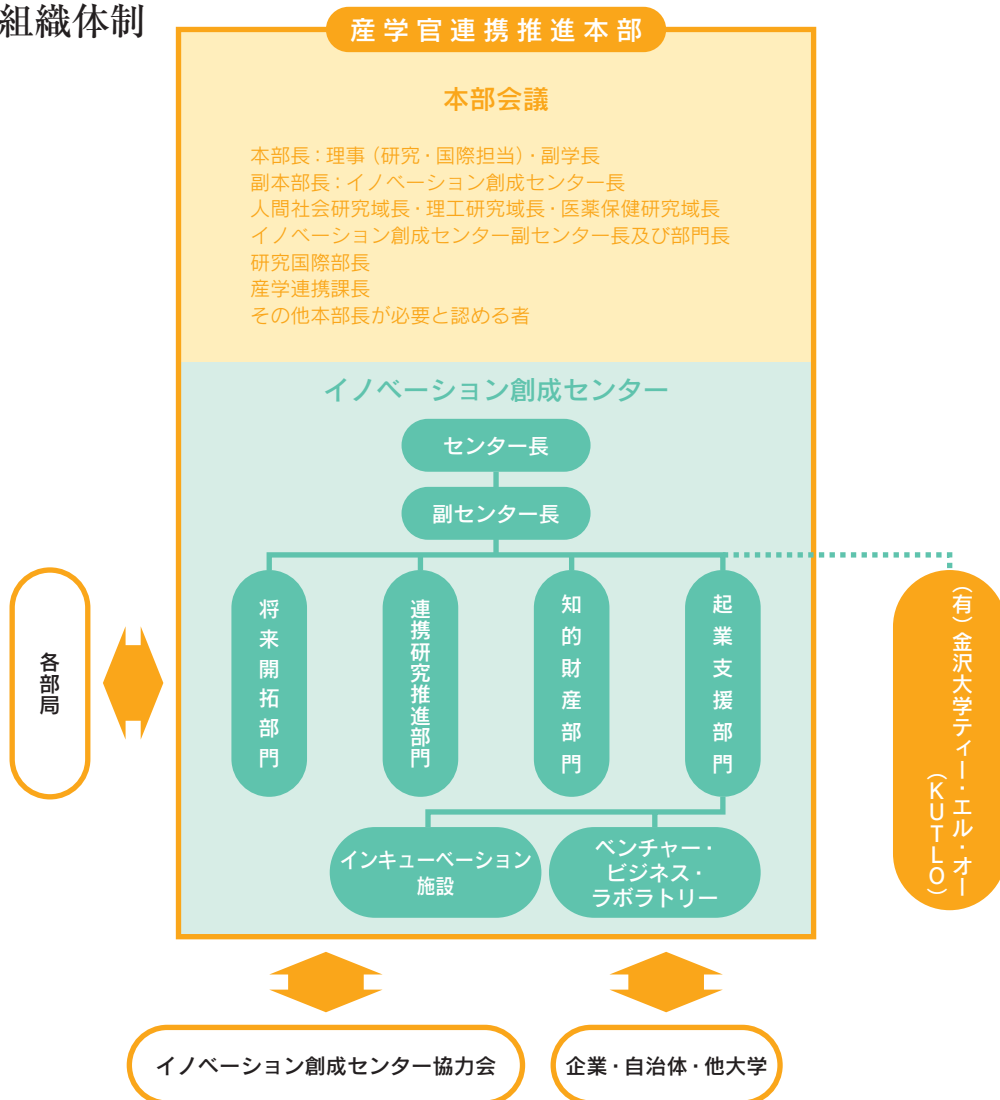 組織体制
産学官連携推進本部
本部会議
本部長：理事（研究・国際担当）・副学長
副本部長：イノベーション創成センター長
人間社会研究域長・理工研究域長・医薬保健研究域長
イノベーション創成センター副センター長及び部門長
研究国際部長
産学連携課長
その他本部長が必要と認める者
イノベーション創成センター
センター長
副センター長
各部局
将来開拓部門
連携研究推進部門
知的財産部門
起業支援部門
（有）金沢大学ティー・エル・オー
（KUTLO）
インキューベーション
施設
ベンチャー・
ビジネス・
ラボラトリー
イノベーション創成センター協力会
企業・自治体・他大学